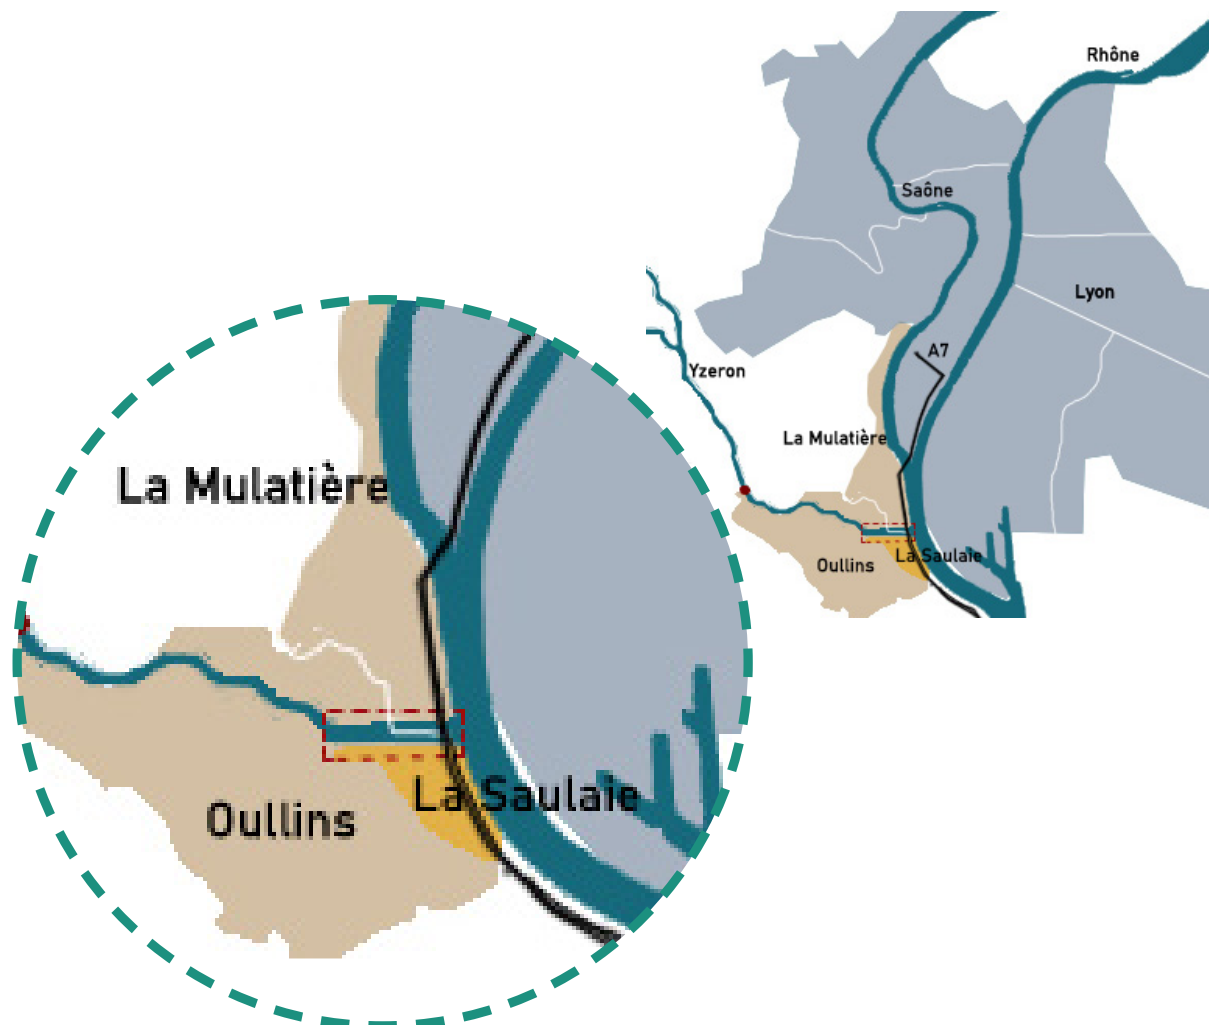 Rhône
Saône
Lyon
A7
Yzeron
La Mulatière
Oullins
La Saulaie
La Mulatière
La Saulaie
Oullins